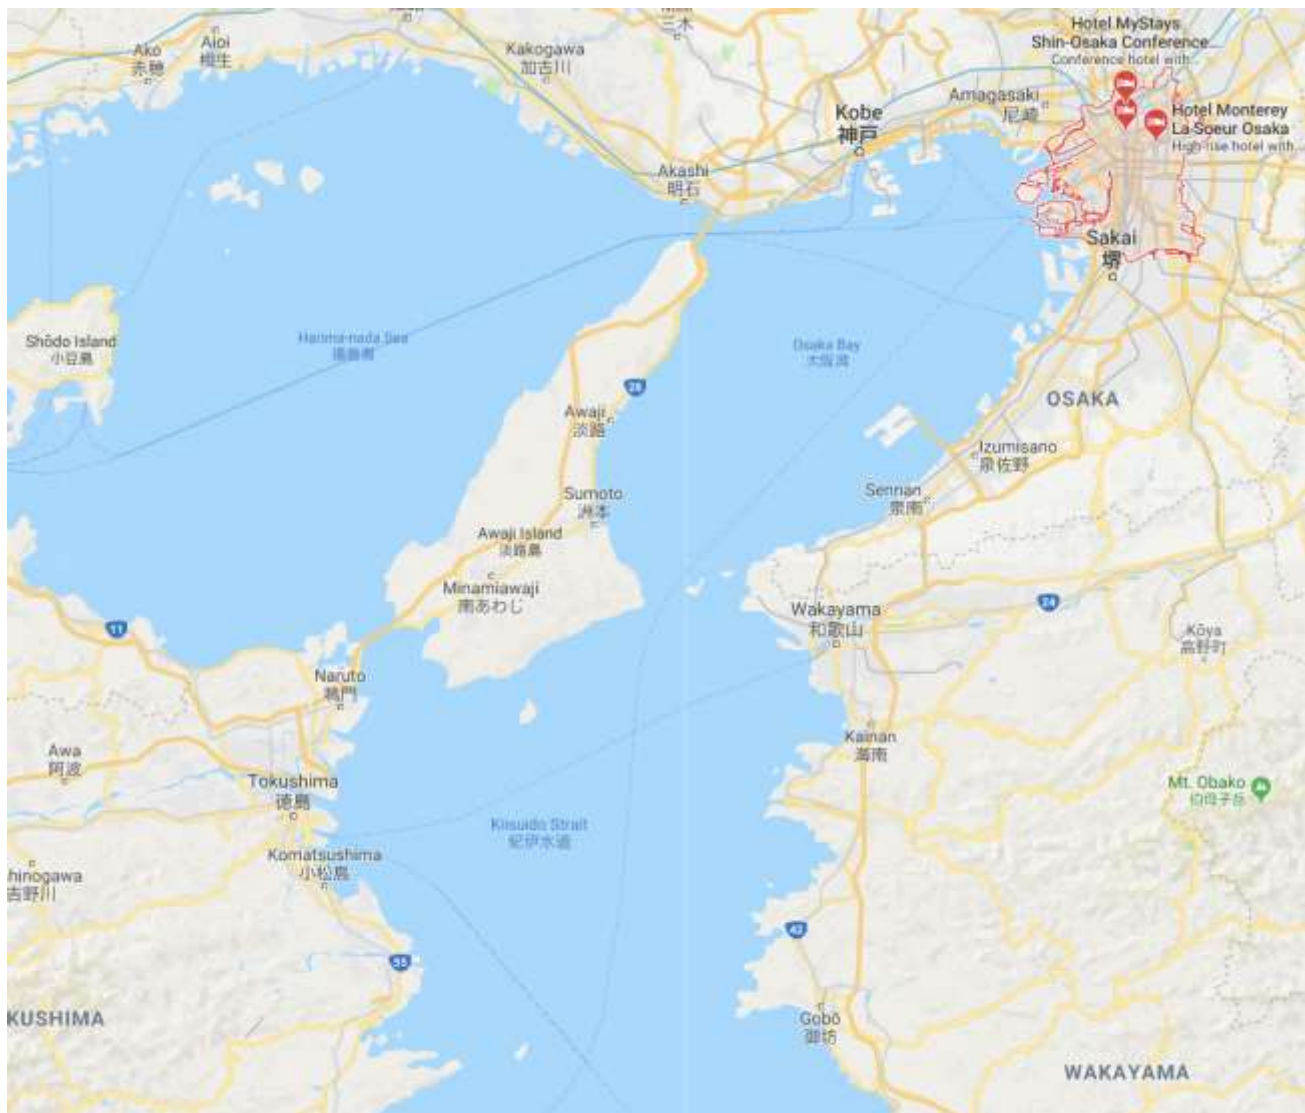 Hotel MyStays
Shin-Osaka Conference...
Conference hotel with...
Aioi
相生
Akō
赤穂
Kakogawa
加古川
三木
Amagasaki
尼崎
Kobe
神戸
Hotel Monterey
La-Soeur Osaka
High-rise hotel with...
Akashi
明石
Sakai
堺
Shōdo Island
小豆島
Harima-nada Sea
播磨灘
Osaka Bay
大阪湾
28
OSAKA
Awaji
淡路
Izumisano
泉佐野
Sumoto
洲本
Sennan
泉南
Awaji Island
淡路島
Minamiawaji
南あわじ
24
Wakayama
和歌山
11
Kōya
高野町
Naruto
鳴門
Kainan
海南
Awa
阿波
Tokushima
徳島
Mt. Obako
伯母子岳
Kiisuido Strait
紀伊水道
Komatsushima
小松島
hinogawa
吉野川
42
55
KUSHIMA
Gobō
御坊
WAKAYAMA